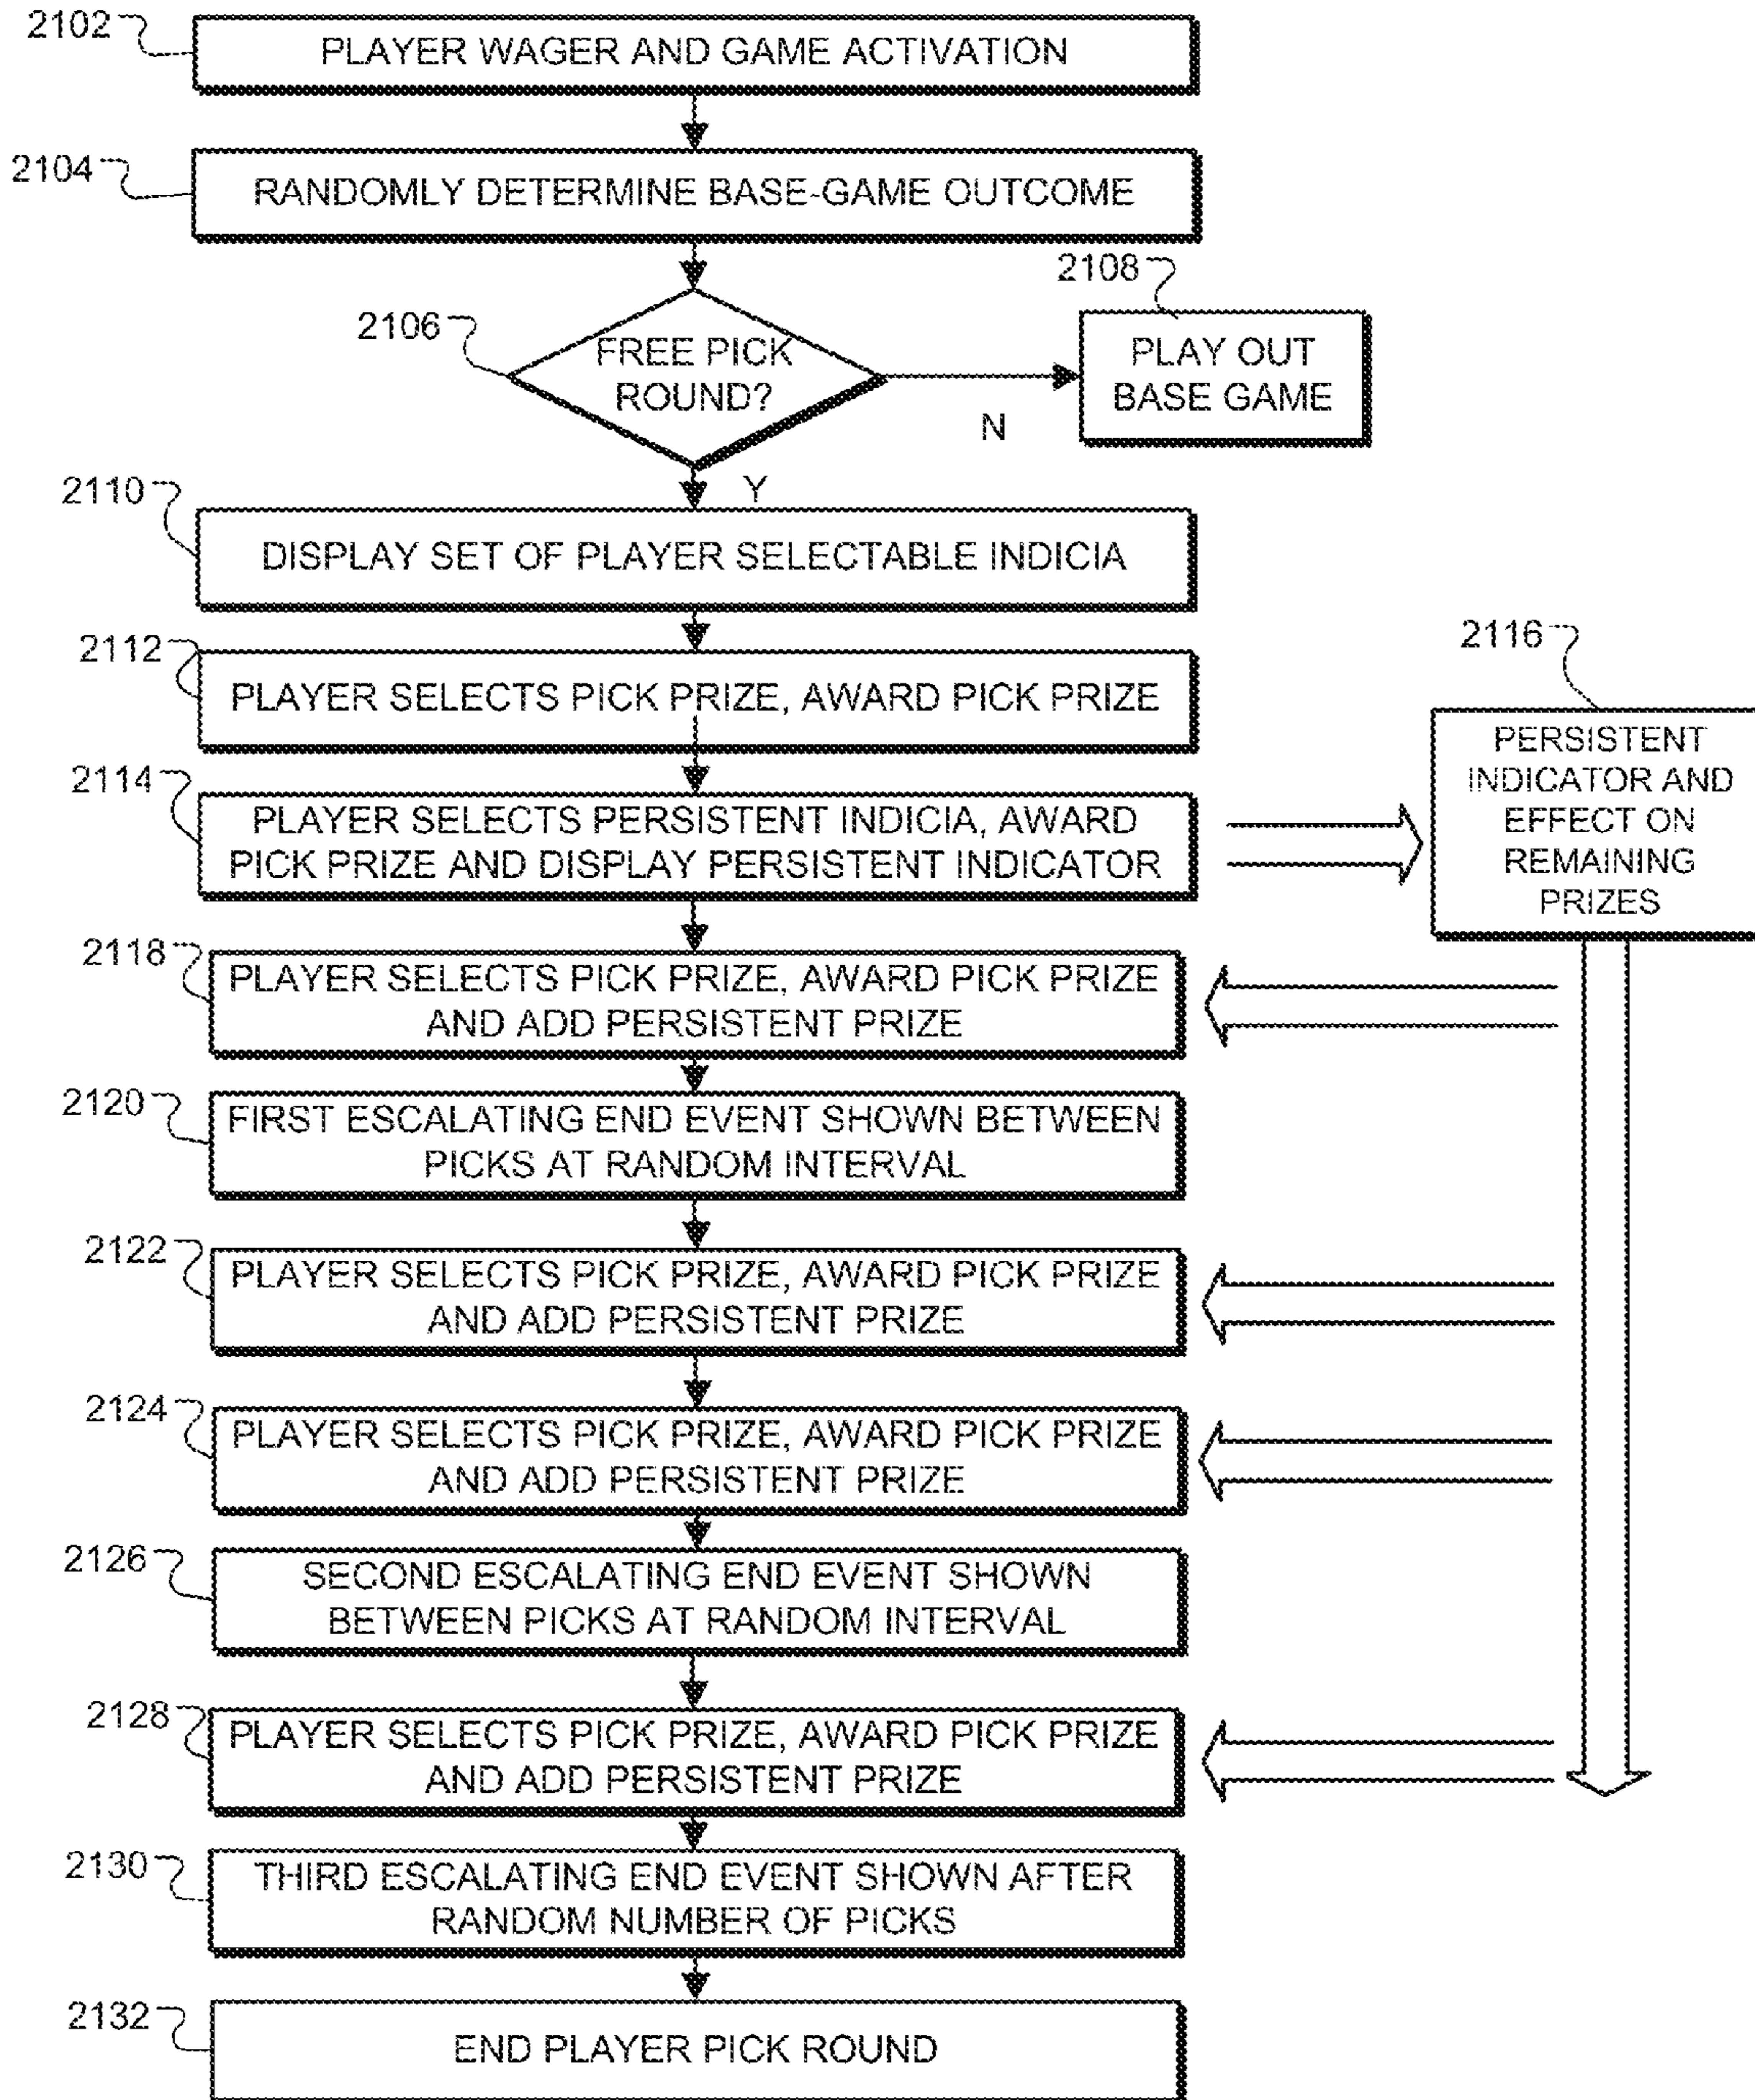 2102
PLAYER WAGER AND GAME ACTIVATION
2104
RANDOMLY DETERMINE BASE-GAME OUTCOME
2106
FREE PICK
ROUND?
2108
PLAY OUT
BASE GAME
N
Y
2110
DISPLAY SET OF PLAYER SELECTABLE INDICIA
2112
PLAYER SELECTS PICK PRIZE, AWARD PICK PRIZE
2114
PLAYER SELECTS PERSISTENT INDICIA, AWARD
PICK PRIZE AND DISPLAY PERSISTENT INDICATOR
2116
PERSISTENT
INDICATOR AND
EFFECT ON
REMAINING
PRIZES
2118
PLAYER SELECTS PICK PRIZE, AWARD PICK PRIZE
AND ADD PERSISTENT PRIZE
2120
FIRST ESCALATING END EVENT SHOWN BETWEEN
PICKS AT RANDOM INTERVAL
2122
PLAYER SELECTS PICK PRIZE, AWARD PICK PRIZE
AND ADD PERSISTENT PRIZE
2124
PLAYER SELECTS PICK PRIZE, AWARD PICK PRIZE
AND ADD PERSISTENT PRIZE
2126
SECOND ESCALATING END EVENT SHOWN
BETWEEN PICKS AT RANDOM INTERVAL
2128
PLAYER SELECTS PICK PRIZE, AWARD PICK PRIZE
AND ADD PERSISTENT PRIZE
2130
THIRD ESCALATING END EVENT SHOWN AFTER
RANDOM NUMBER OF PICKS
2132
END PLAYER PICK ROUND